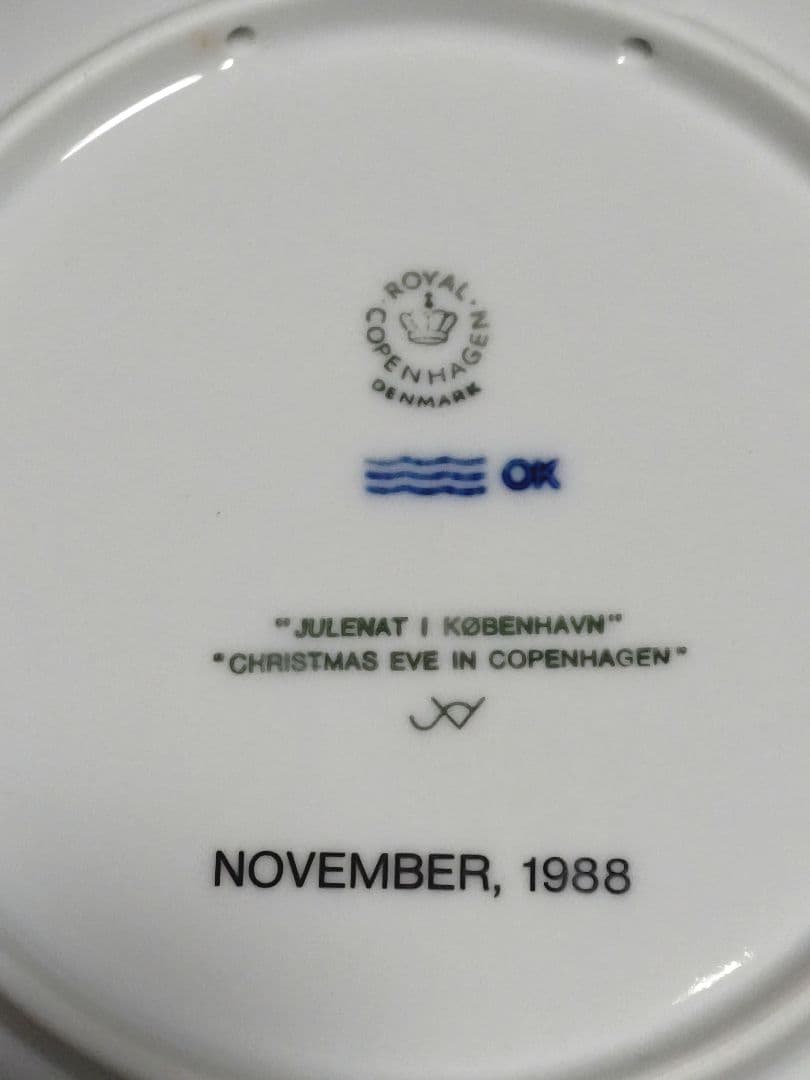 ROYAL COPENHAGEN
DENMARK
OK
"JULENAT I KØBENHAVN"
"CHRISTMAS EVE IN COPENHAGEN"
NOVEMBER, 1988